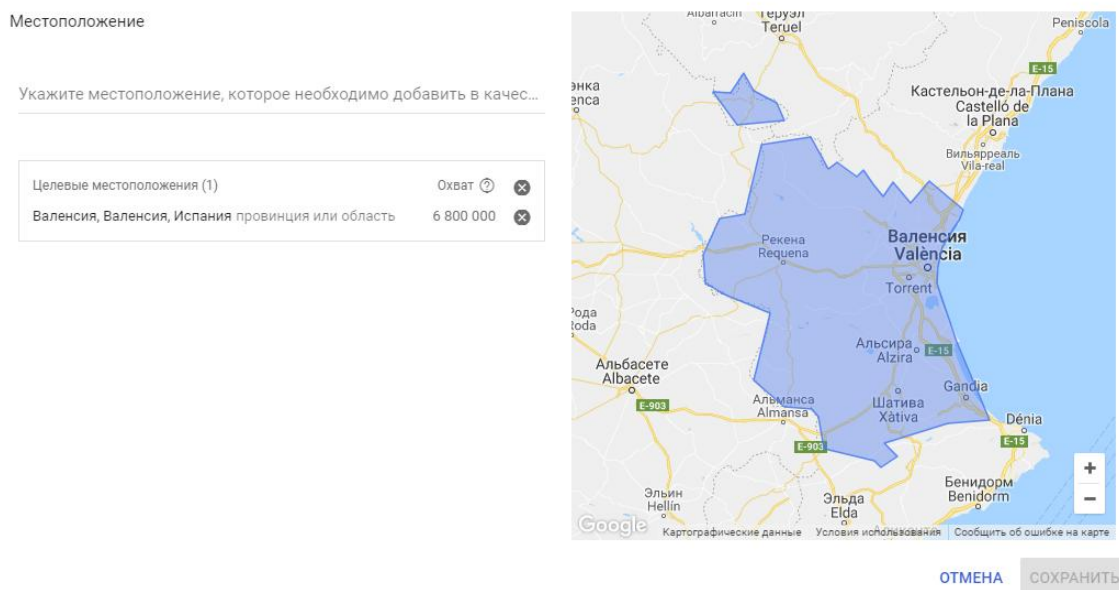 Местоположение
Укажите местоположение, которое необходимо добавить в качес...
Целевые местоположения (1) Охват
Валенсия, Валенсия, Испания провинция или область 6 800 000
Albarracín
Теруэл
Teruel
Peniscola
E-15
Кастельон-де-ла-Плана
Castelló de
la Plana
Вильярреаль
Vila-real
Рекена
Requena
Валенсия
València
Torrent
Альсира
Alzira
E-15
Gandia
Альбасете
Albacete
E-903
Альманса
Almansa
Шатива
Xàtiva
E-903
Dénia
E-15
Эльин
Hellín
Эльда
Elda
Бенидорм
Benidorm
+
−
Google
Картографические данные Условия использования Сообщить об ошибке на карте
ОТМЕНА СОХРАНИТЬ